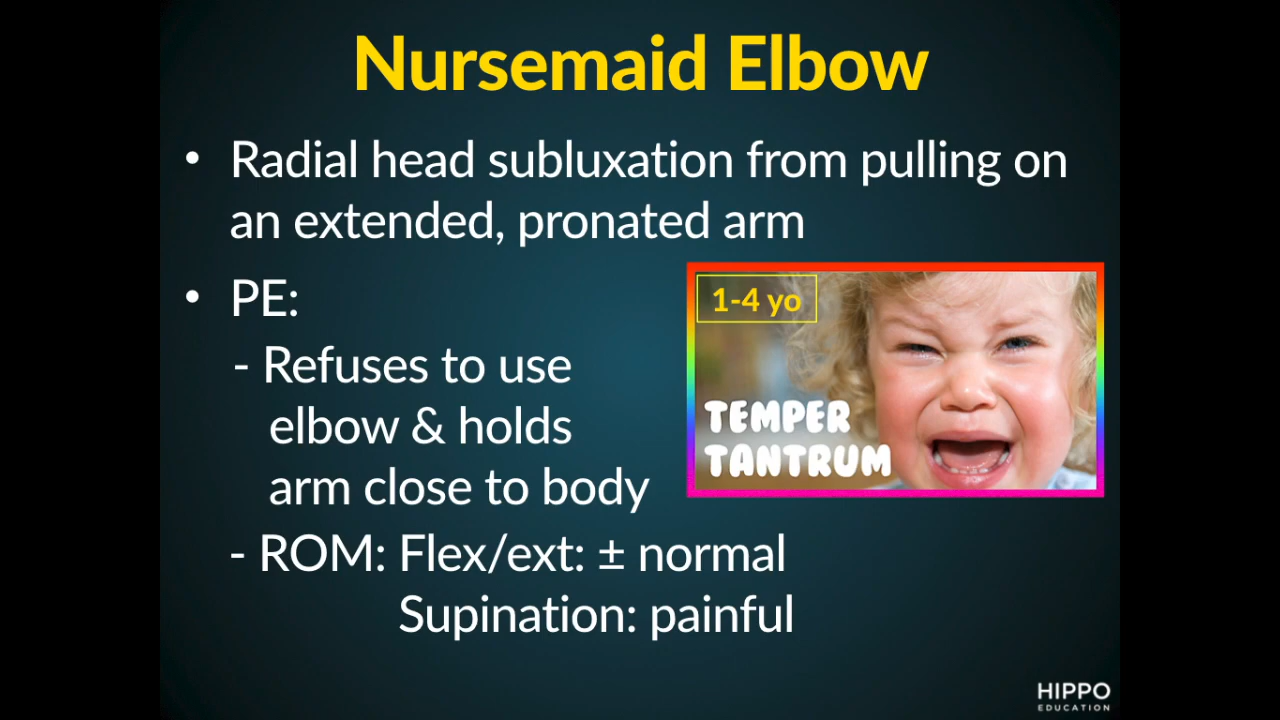 Nursemaid Elbow
• Radial head subluxation from pulling on
an extended, pronated arm
• PE:
1-4 yo
- Refuses to use
elbow & holds
arm close to body
TEMPER
TANTRUM
- ROM: Flex/ext: ± normal
Supination: painful
HIPPO
EDUCATION